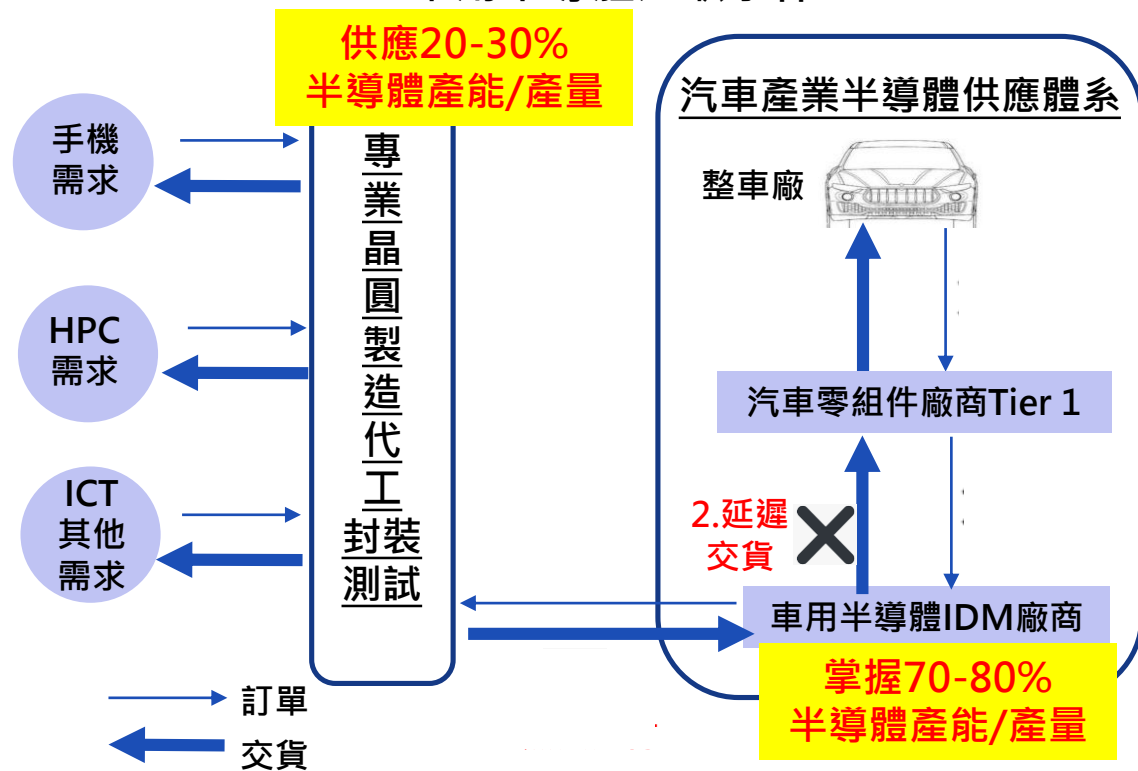 供應20-30%
半導體產能/產量
汽車產業半導體供應體系
手機
需求
HPC
需求
ICT
其他
需求
專
業
晶
圓
製
造
代
工
封裝
測試
整車廠
汽車零組件廠商Tier 1
2.延遲
交貨
車用半導體IDM廠商
掌握70-80%
半導體產能/產量
訂單
交貨